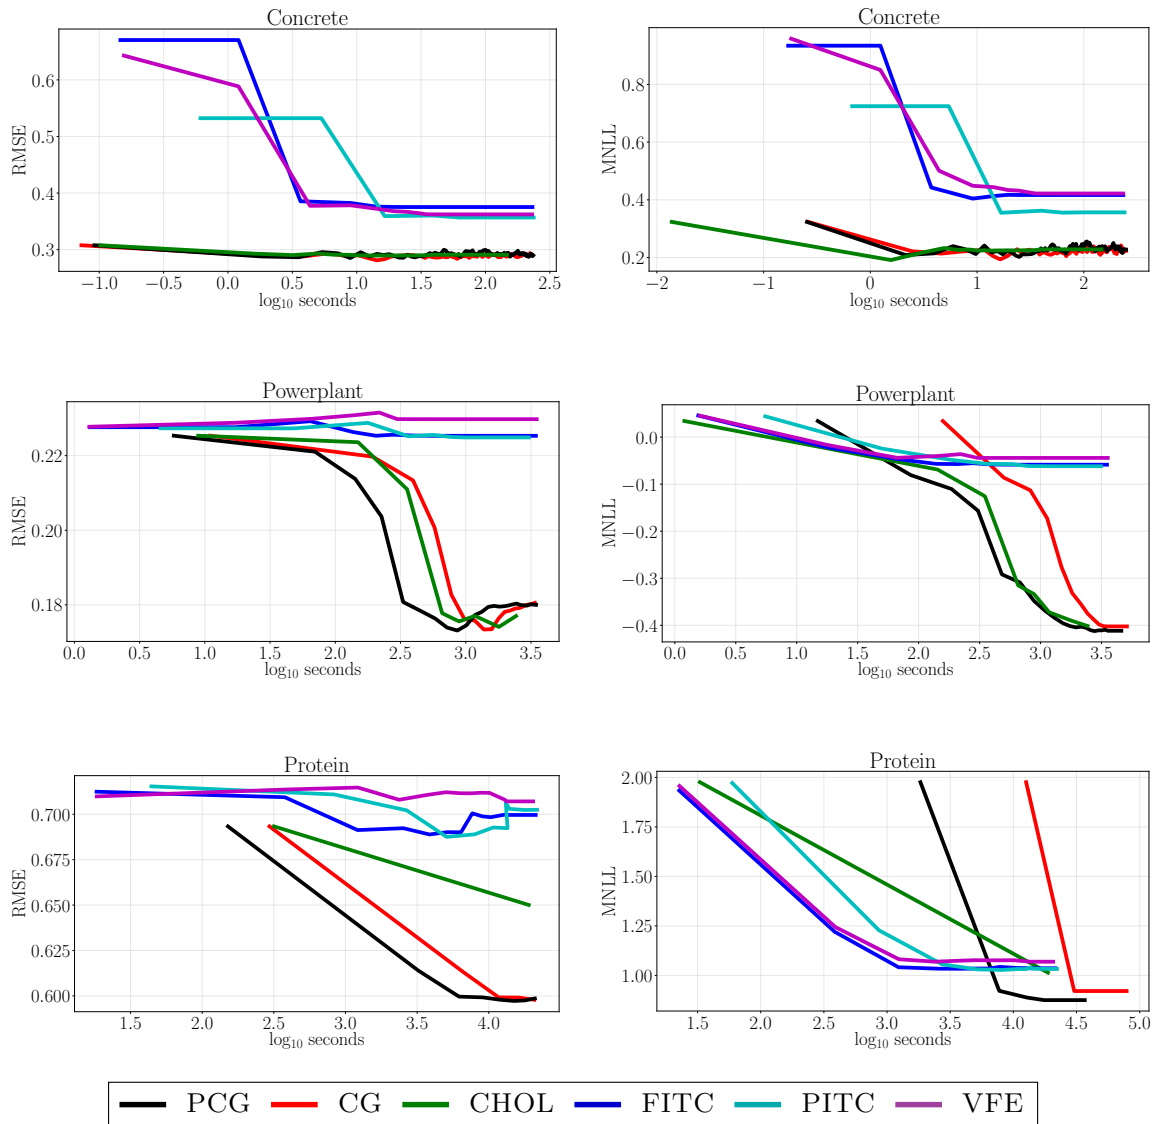 Concrete
RMSE
0.6
0.5
0.4
0.3
−1.0 −0.5 0.0 0.5 1.0 1.5 2.0 2.5
log10 seconds
Concrete
MNLL
0.8
0.6
0.4
0.2
−2 −1 0 1 2
log10 seconds
Powerplant
RMSE
0.22
0.20
0.18
0.0 0.5 1.0 1.5 2.0 2.5 3.0 3.5
log10 seconds
Powerplant
MNLL
0.0
−0.1
−0.2
−0.3
−0.4
0.0 0.5 1.0 1.5 2.0 2.5 3.0 3.5
log10 seconds
Protein
RMSE
0.700
0.675
0.650
0.625
0.600
1.5 2.0 2.5 3.0 3.5 4.0
log10 seconds
Protein
MNLL
2.00
1.75
1.50
1.25
1.00
1.5 2.0 2.5 3.0 3.5 4.0 4.5 5.0
log10 seconds
PCG CG CHOL FITC PITC VFE